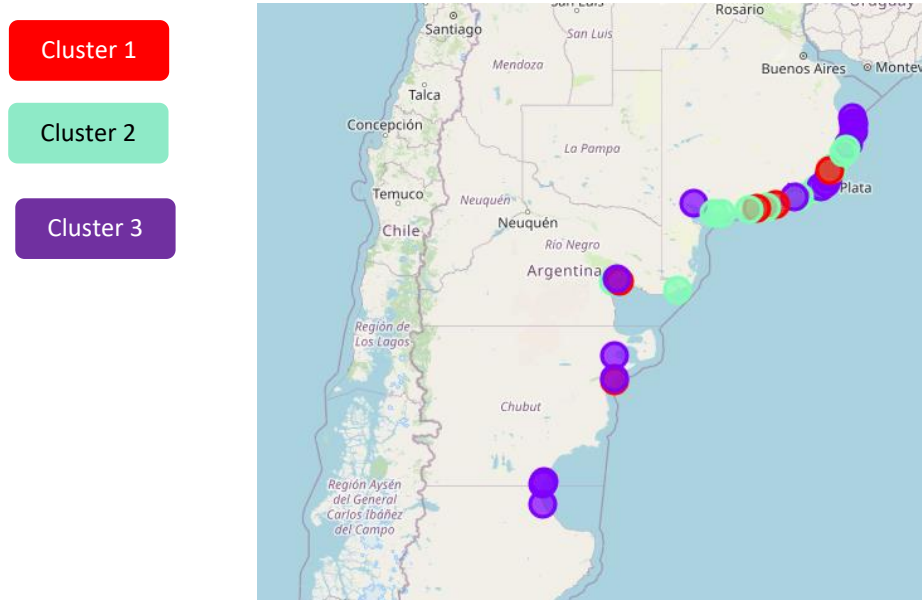 Cluster 1
Cluster 2
Cluster 3
Santiago
San Luis
Mendoza
Rosario
Buenos Aires
Montev
Talca
Concepción
La Pampa
Temuco
Neuquén
Neuquén
Chile
Plata
Río Negro
Argentina
Región de
Los Lagos
Chubut
Región Aysén
del General
Carlos Ibáñez
del Campo